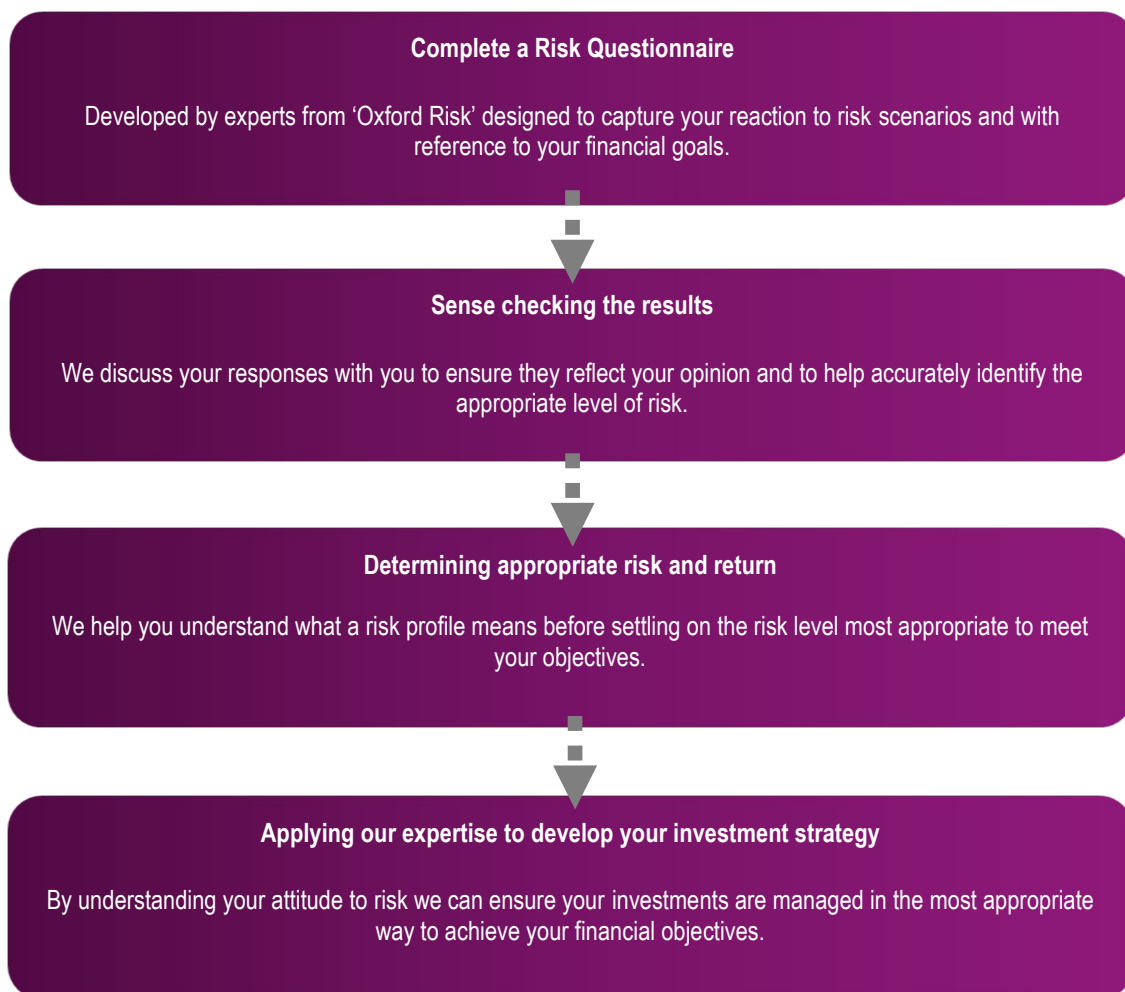 Complete a Risk Questionnaire
Developed by experts from ‘Oxford Risk’ designed to capture your reaction to risk scenarios and with
reference to your financial goals.
Sense checking the results
We discuss your responses with you to ensure they reflect your opinion and to help accurately identify the
appropriate level of risk.
Determining appropriate risk and return
We help you understand what a risk profile means before settling on the risk level most appropriate to meet
your objectives.
Applying our expertise to develop your investment strategy
By understanding your attitude to risk we can ensure your investments are managed in the most appropriate
way to achieve your financial objectives.